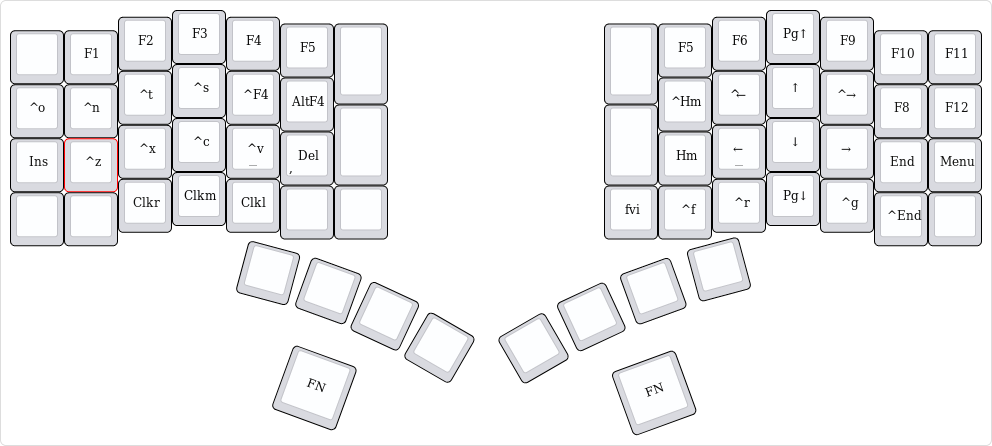 F1 F2 F3 F4 F5
F5 F6 Pg↑ F9 F10 F11
^o ^n ^t ^s ^F4 AltF4
^Hm ^← ↑ ^→ F8 F12
Ins ^z ^x ^c ^v _ Del ,
Hm ← _ ↓ → End Menu
Clkr Clkm Clkl
fvi ^f ^r Pg↓ ^g ^End
FN
FN